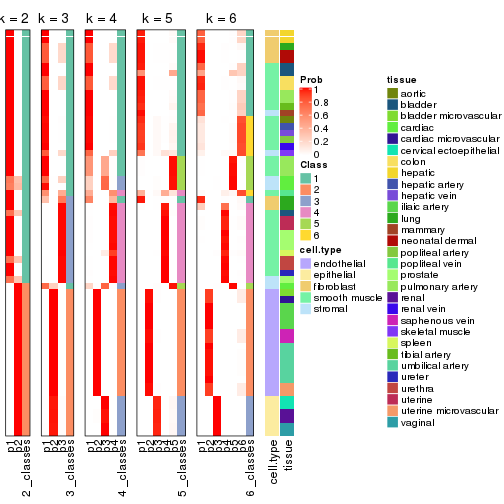 k = 2
k = 3
k = 4
k = 5
k = 6
p1
p2
2_classes
p1
p2
p3
3_classes
p1
p2
p3
p4
4_classes
p1
p2
p3
p4
p5
5_classes
p1
p2
p3
p4
p5
p6
6_classes
cell.type
tissue
Prob
1
0.8
0.6
0.4
0.2
0
Class
1
2
3
4
5
6
cell.type
endothelial
epithelial
fibroblast
smooth muscle
stromal
tissue
aortic
bladder
bladder microvascular
cardiac
cardiac microvascular
cervical ectoepithelial
colon
hepatic
hepatic artery
hepatic vein
iliaic artery
lung
mammary
neonatal dermal
popliteal artery
popliteal vein
prostate
pulmonary artery
renal
renal vein
saphenous vein
skeletal muscle
spleen
tibial artery
umbilical artery
ureter
urethra
uterine
uterine microvascular
vaginal